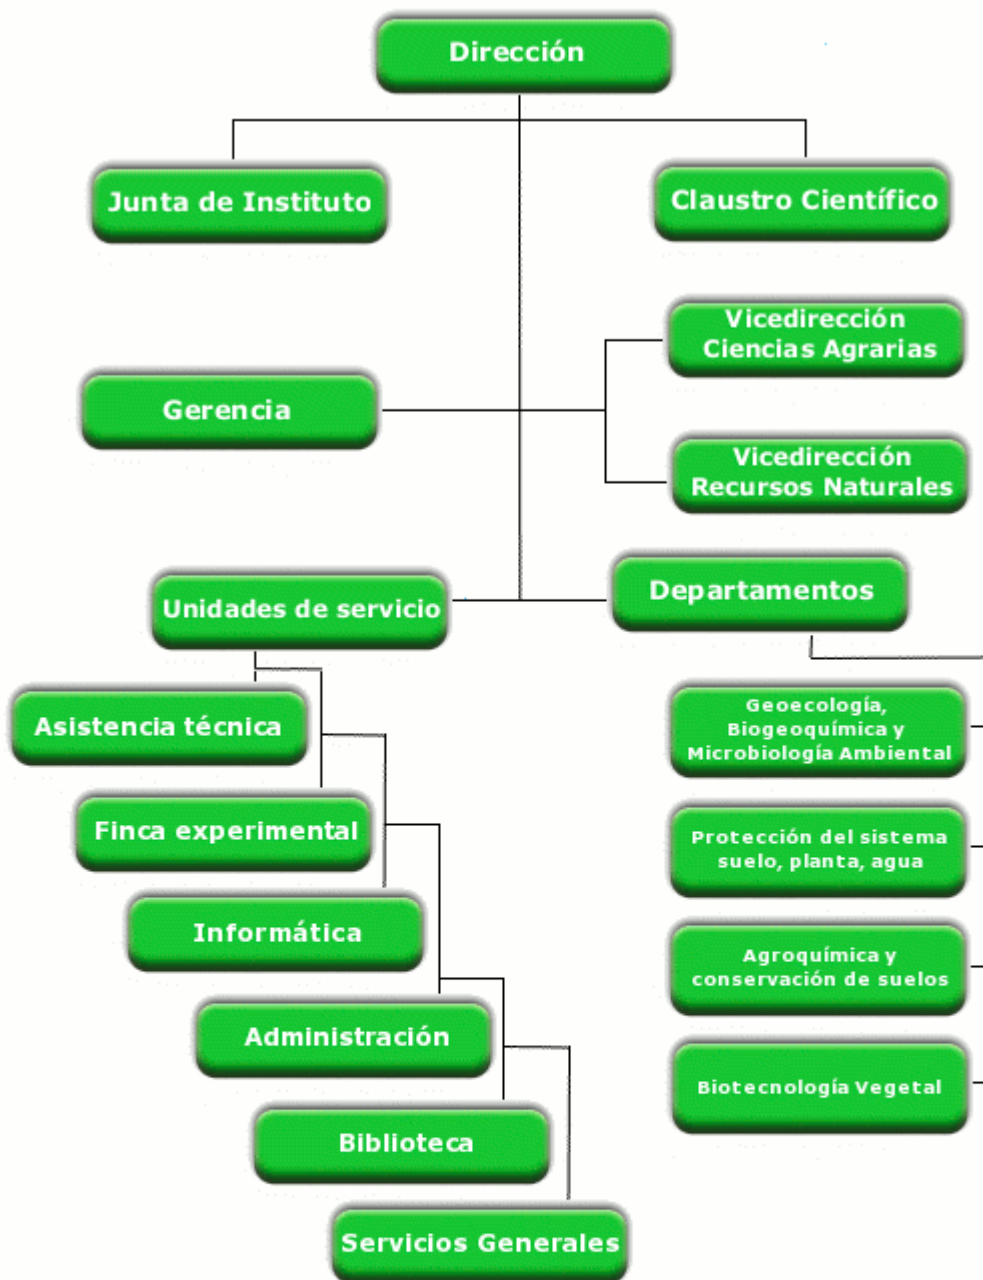 Dirección
Junta de Instituto
Claustro Científico
Vicedirección
Ciencias Agrarias
Gerencia
Vicedirección
Recursos Naturales
Unidades de servicio
Departamentos
Asistencia técnica
Finca experimental
Informática
Administración
Biblioteca
Servicios Generales
Geoecología,
Biogeoquímica y
Microbiología Ambiental
Protección del sistema
suelo, planta, agua
Agroquímica y
conservación de suelos
Biotecnología Vegetal